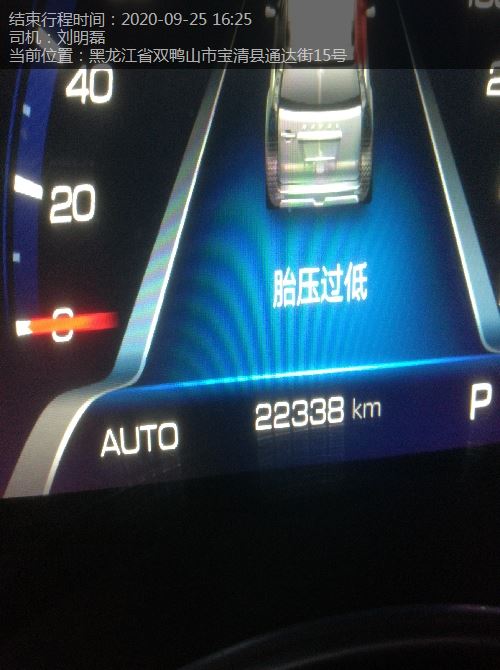 结束行程时间：2020-09-25 16:25
司机：刘明磊
当前位置：黑龙江省双鸭山市宝清县通达街15号
40
20
0
胎压过低
22338 km
AUTO
P